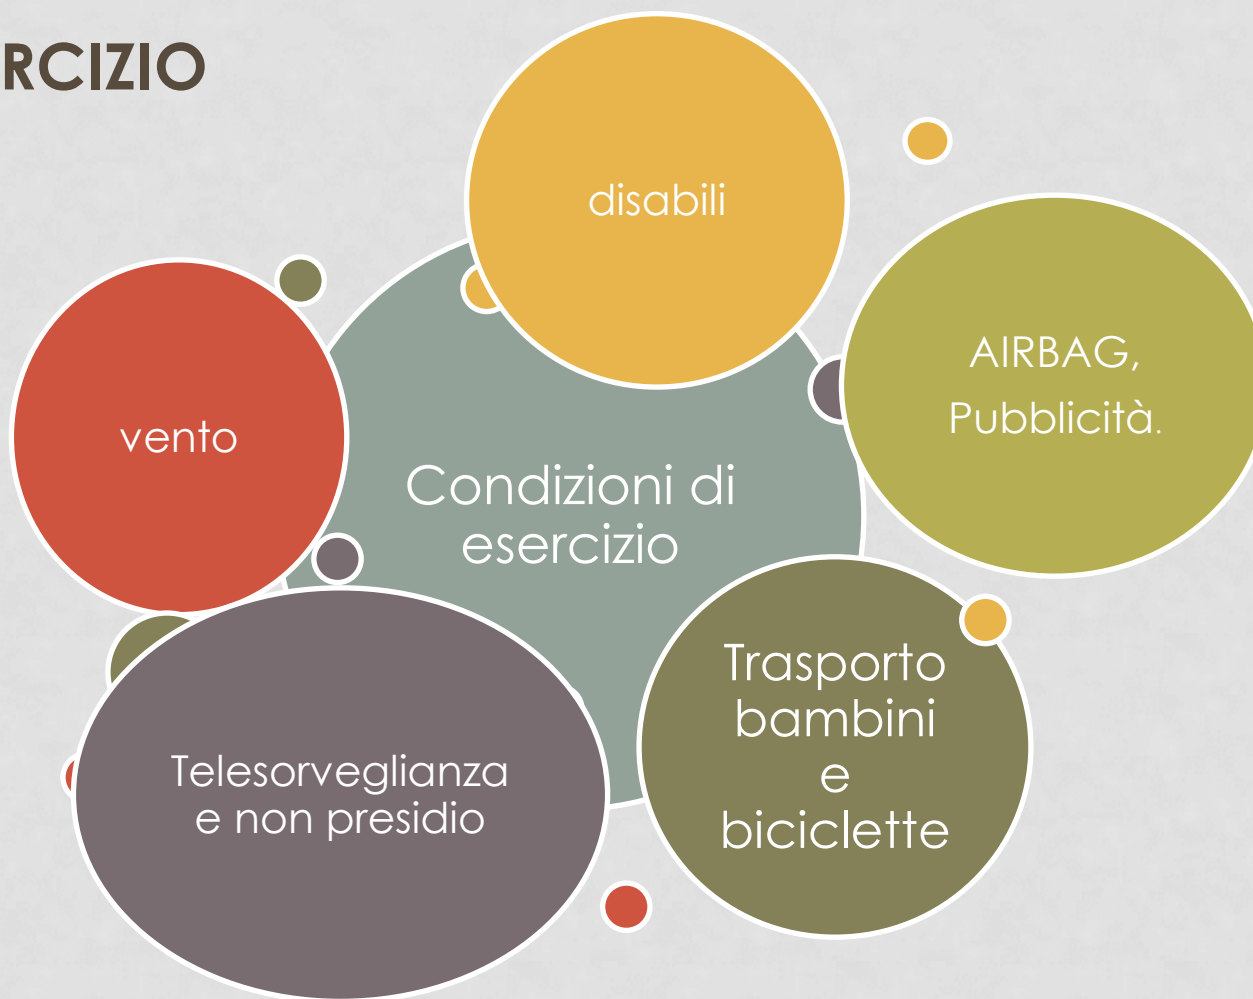 RCIZIO
disabili
AIRBAG,
Pubblicità.
vento
Condizioni di
esercizio
Trasporto
bambini
e
biciclette
Telesorveglianza
e non presidio